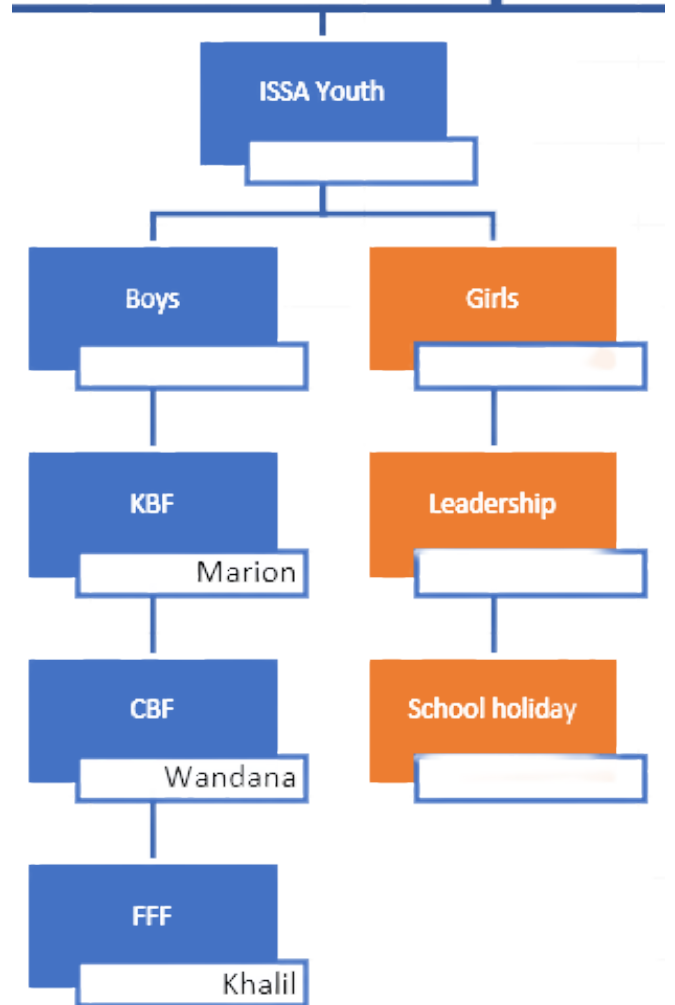 ISSA Youth
Boys
Girls
KBF
Marion
Leadership
CBF
Wandana
School holiday
FFF
Khalil